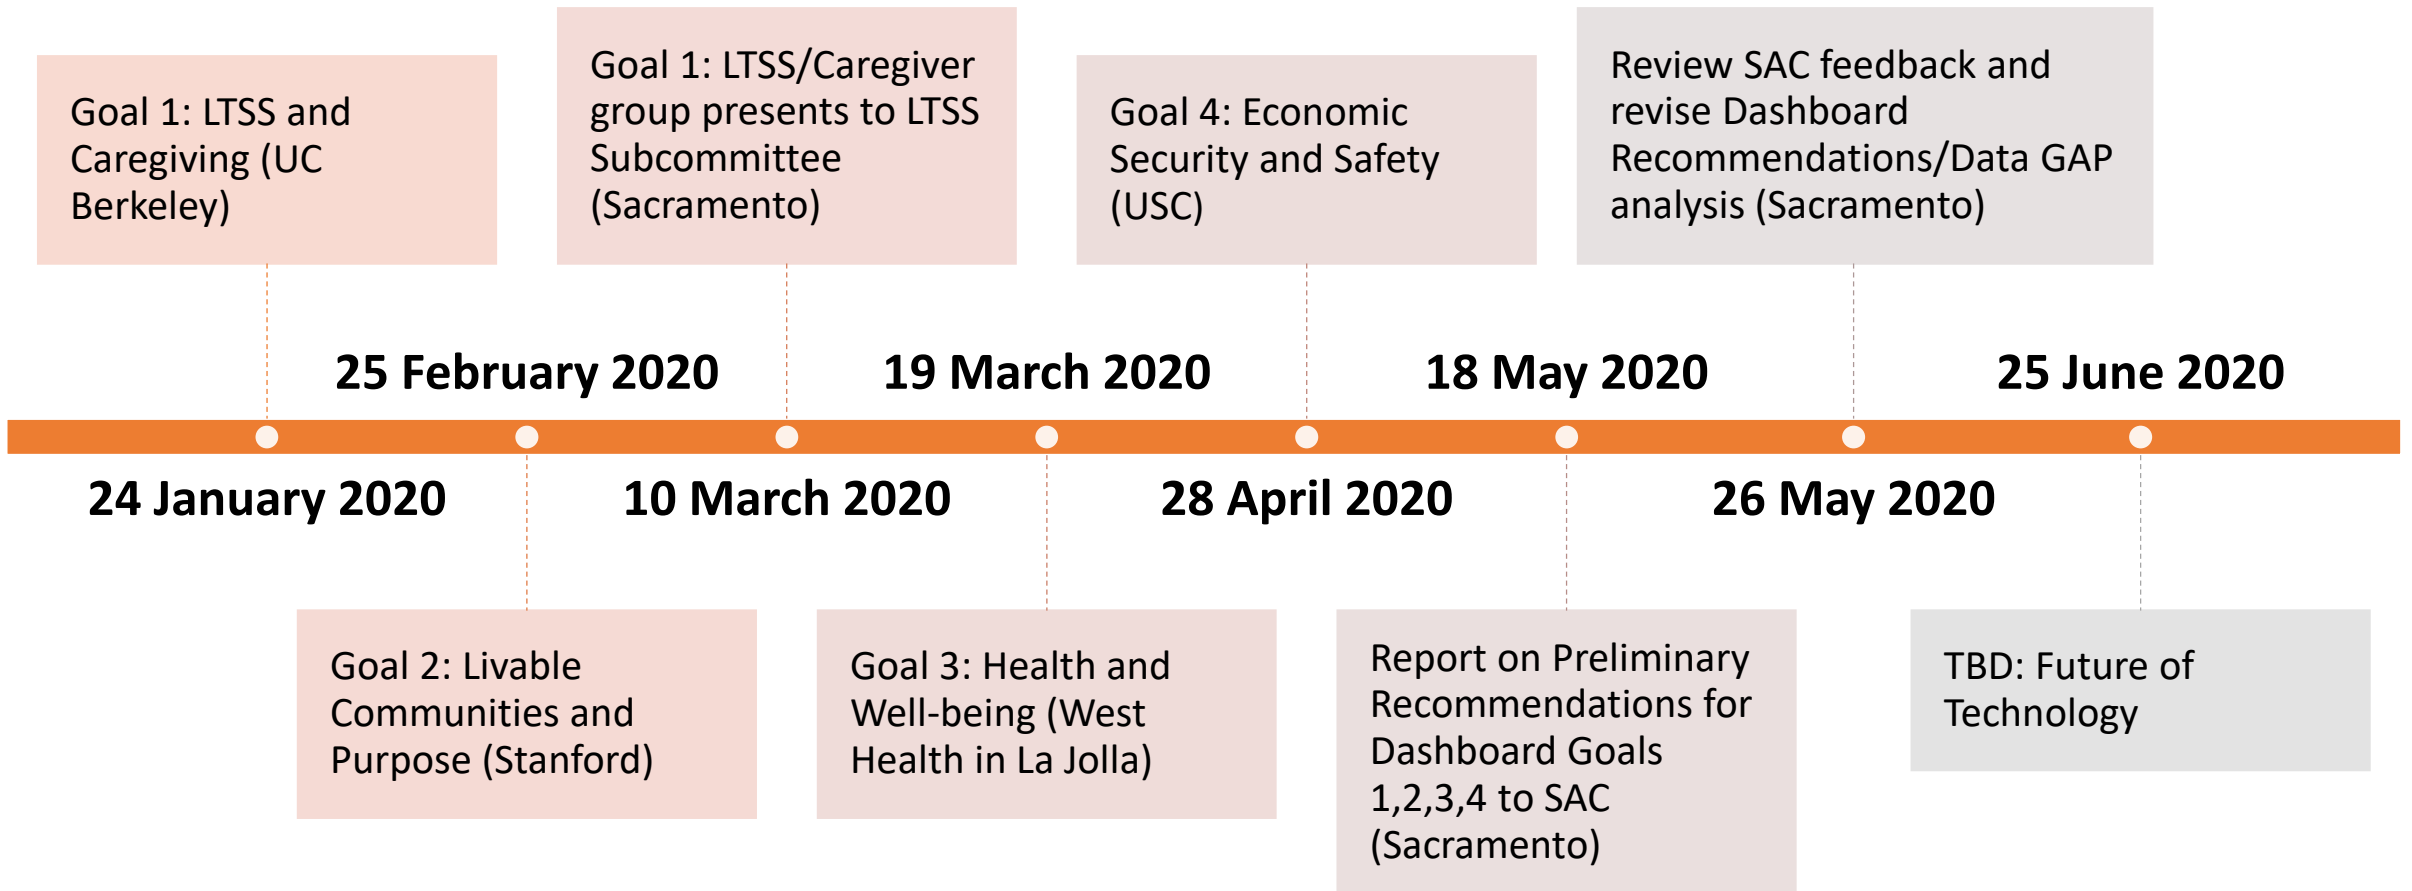 Goal 1: LTSS and
Caregiving (UC
Berkeley)
Goal 1: LTSS/Caregiver
group presents to LTSS
Subcommittee
(Sacramento)
Goal 4: Economic
Security and Safety
(USC)
Review SAC feedback and
revise Dashboard
Recommendations/Data GAP
analysis (Sacramento)
25 February 2020
19 March 2020
18 May 2020
25 June 2020
24 January 2020
10 March 2020
28 April 2020
26 May 2020
Goal 2: Livable
Communities and
Purpose (Stanford)
Goal 3: Health and
Well-being (West
Health in La Jolla)
Report on Preliminary
Recommendations for
Dashboard Goals
1,2,3,4 to SAC
(Sacramento)
TBD: Future of
Technology